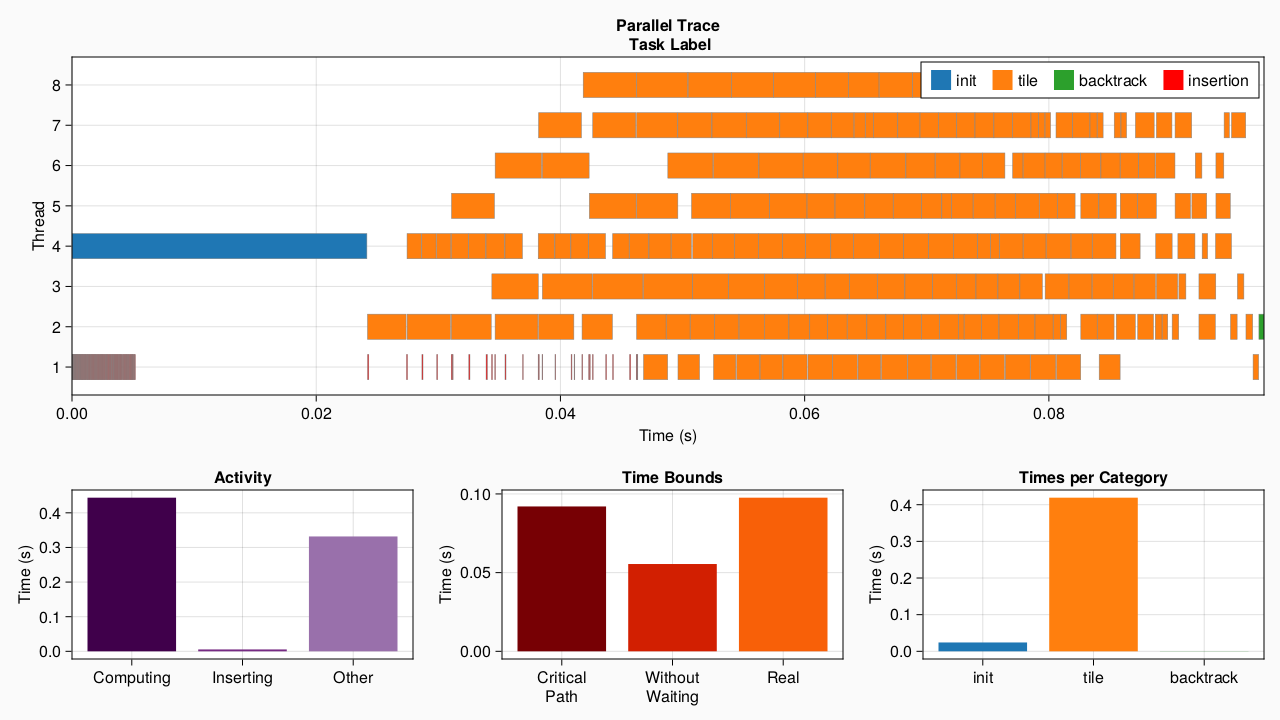 Parallel Trace
Task Label
init tile backtrack insertion
Thread
8
7
6
5
4
3
2
1
0.00 0.02 0.04 0.06 0.08
Time (s)
Activity
Time (s)
0.4
0.3
0.2
0.1
0.0
Computing Inserting Other
Time Bounds
Time (s)
0.10
0.05
0.00
Critical
Path
Without
Waiting
Real
Times per Category
Time (s)
0.4
0.3
0.2
0.1
0.0
init tile backtrack